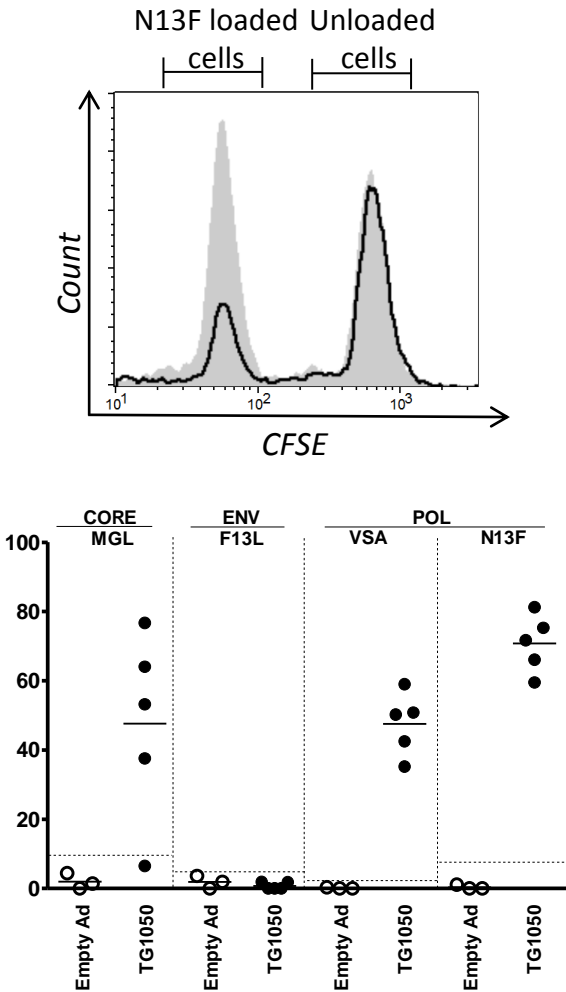 N13F loaded Unloaded
cells cells
Count
10¹ 10² 10³
CFSE
CORE ENV POL
MGL F13L VSA N13F
100
80
60
40
20
0
Empty Ad TG1050 Empty Ad TG1050 Empty Ad TG1050 Empty Ad TG1050